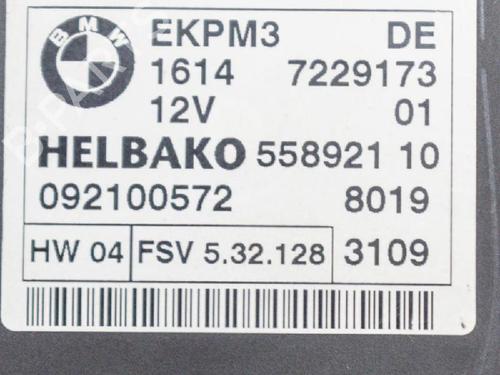 BMW
EKPM3 DE
1614 7229173
12V 01
HELBAKO 558921 10
092100572 8019
HW 04 FSV 5.32.128 3109
B-PARTS